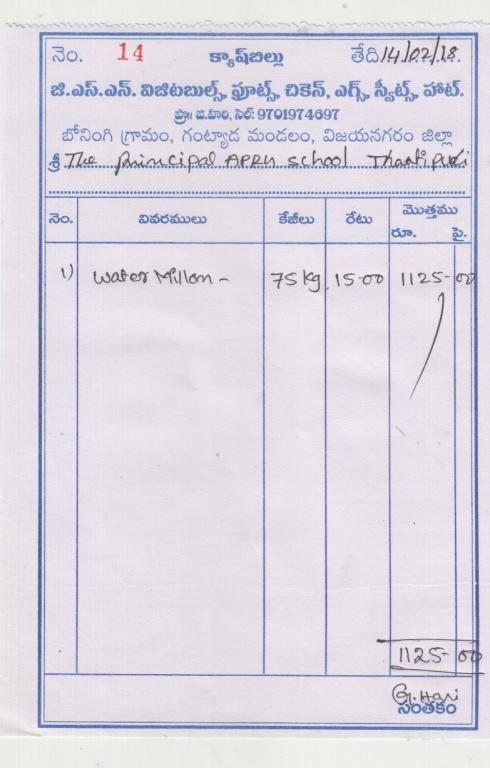 నెం. 14 క్యాష్‌బిల్లు తేది 14/02/18.
జి.ఎస్.ఎన్. విజిటబుల్స్, ఫ్రూట్స్, చికెన్, ఎగ్స్, స్వీట్స్, హాట్.
ప్రొ॥ జి.హరి, సెల్: 9701974697
బోనంగి గ్రామం, గంట్యాడ మండలం, విజయనగరం జిల్లా
శ్రీ The principal APRH School Thaatipudi
నెం. వివరములు కేజీలు రేటు మొత్తము
రూ. పై.
1) Water Millon - 75 Kg 15-00 1125-00
1125-00
G. Hari
సంతకం